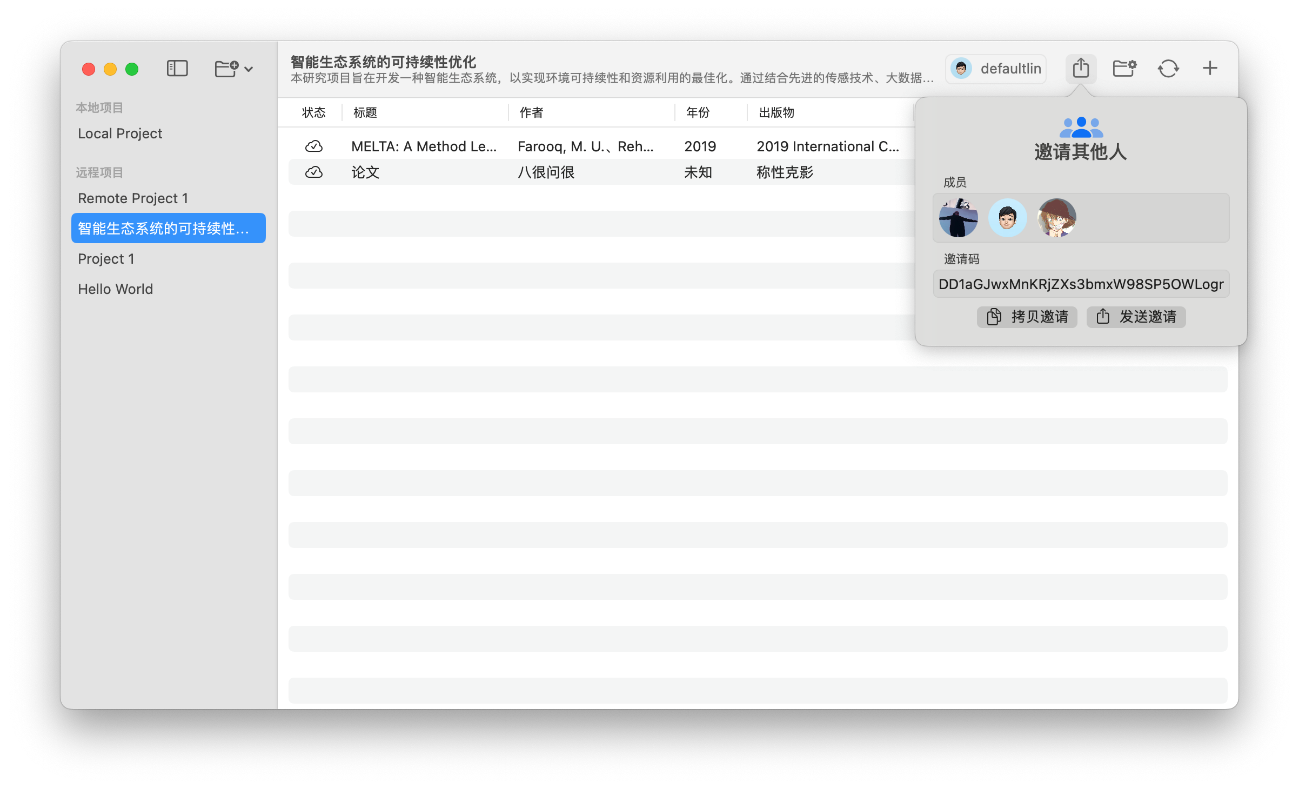 本地项目
Local Project
远程项目
Remote Project 1
智能生态系统的可持续性...
Project 1
Hello World
智能生态系统的可持续性优化
本研究项目旨在开发一种智能生态系统，以实现环境可持续性和资源利用的最佳化。通过结合先进的传感技术、大数据...
defaultlin
状态 标题 作者 年份 出版物
MELTA: A Method Le... Farooq, M. U.、Reh... 2019 2019 International C...
论文 八很问很 未知 称性克影
邀请其他人
成员
邀请码
DD1aGJwxMnKRjZXs3bmxW98SP5OWLogr
拷贝邀请 发送邀请